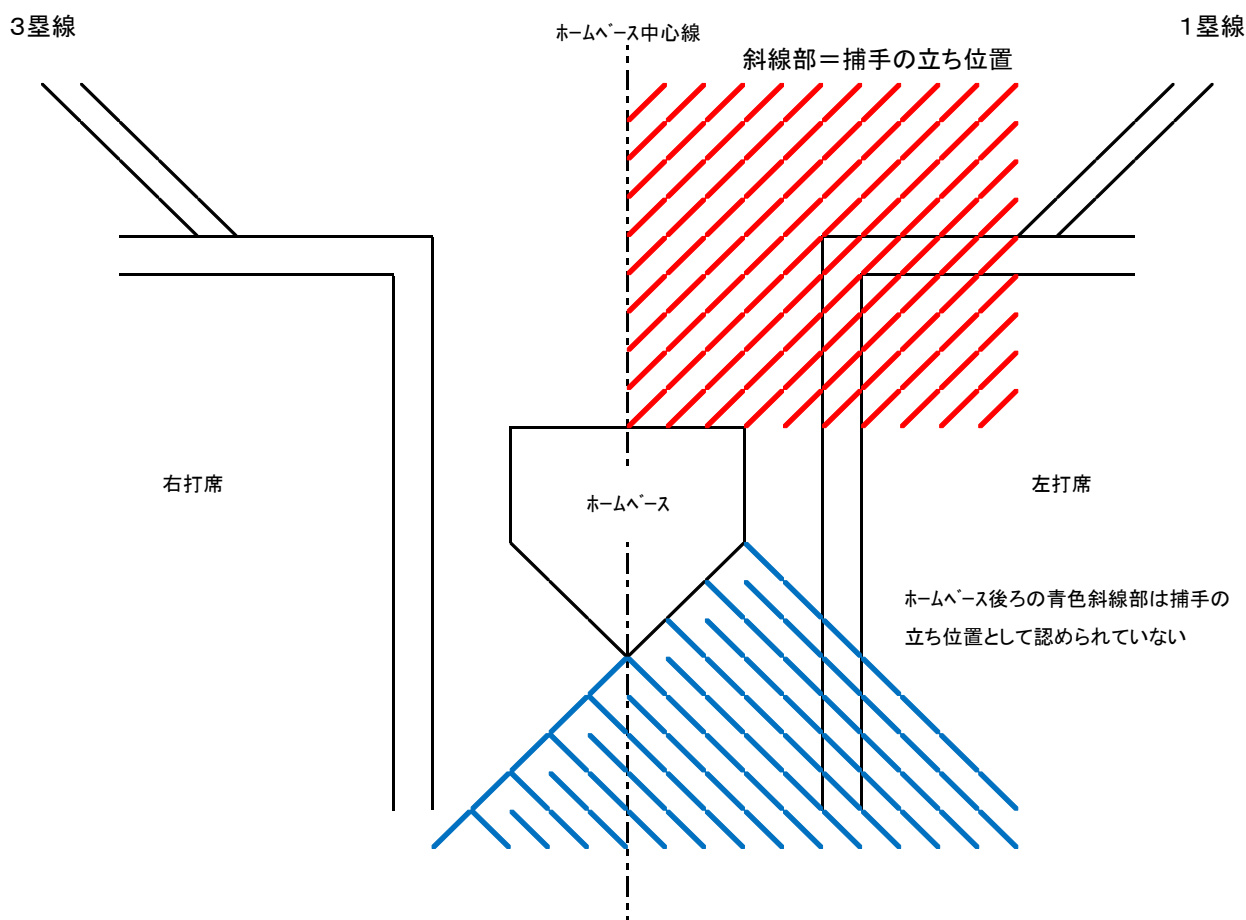 3塁線
ﾎｰﾑﾍﾞｰｽ中心線
1塁線
斜線部＝捕手の立ち位置
右打席
ﾎｰﾑﾍﾞｰｽ
左打席
ﾎｰﾑﾍﾞｰｽ後ろの青色斜線部は捕手の
立ち位置として認められていない